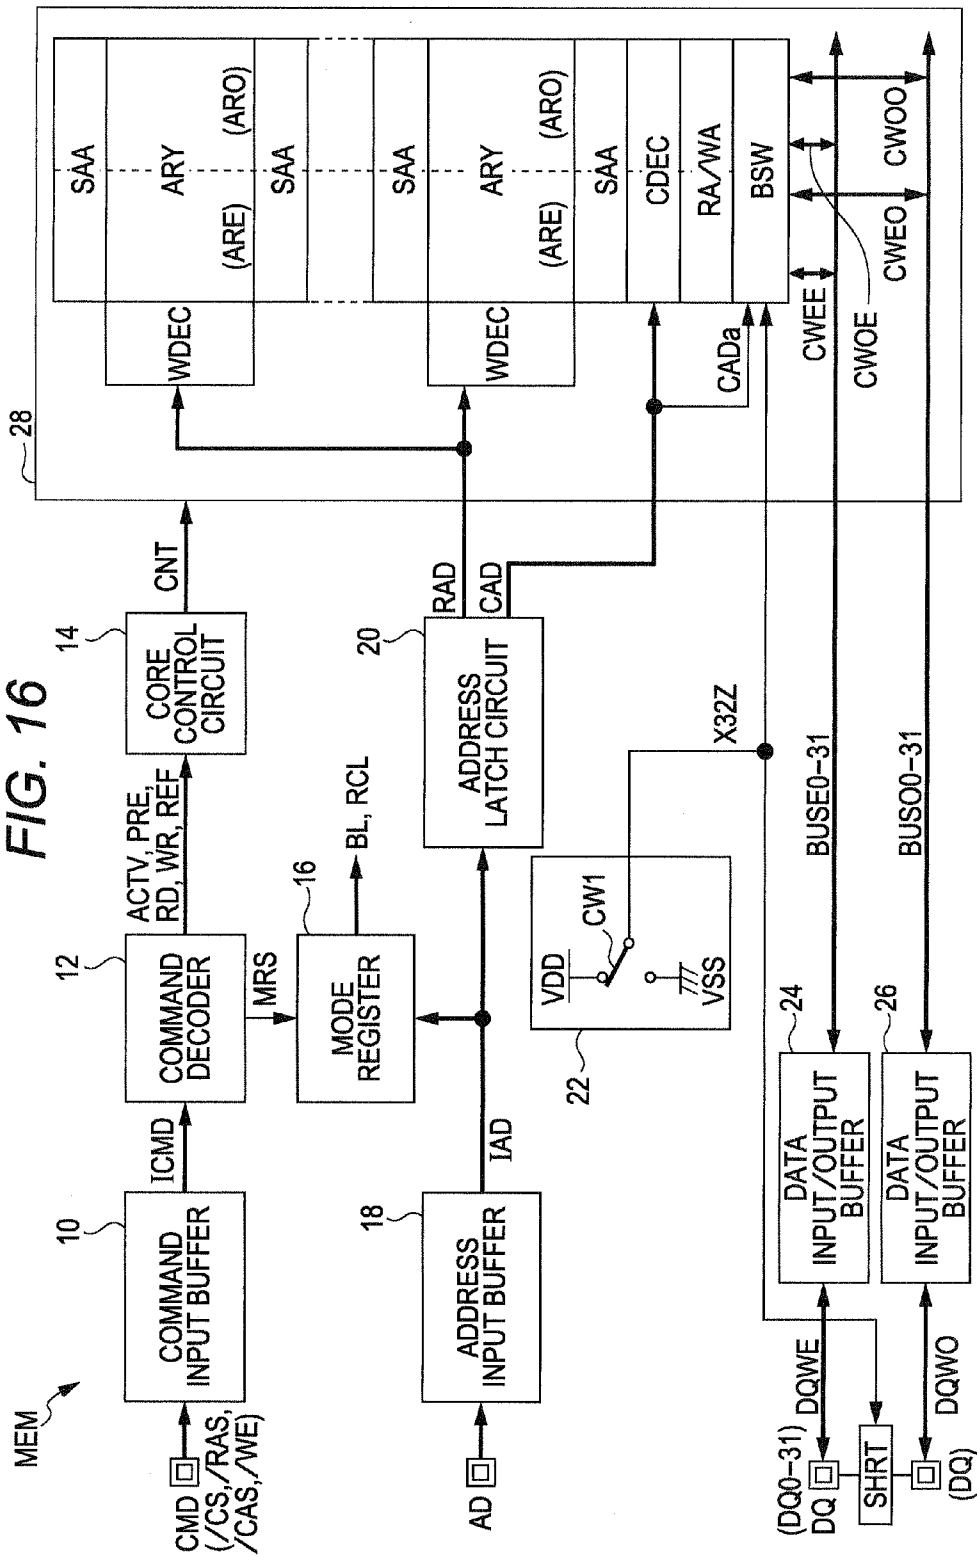 FIG. 16
MEM
CMD
(/CS,/RAS,
/CAS,/WE)
10
COMMAND
INPUT BUFFER
ICMD
12
COMMAND
DECODER
ACTV, PRE,
RD, WR, REF
14
CORE
CONTROL
CIRCUIT
CNT
28
MRS
16
MODE
REGISTER
BL, RCL
AD
18
ADDRESS
INPUT BUFFER
IAD
20
ADDRESS
LATCH CIRCUIT
RAD
CAD
22
VDD
CW1
VSS
X32Z
SAA
WDEC
ARY
(ARE)
(ARO)
SAA
SAA
WDEC
ARY
(ARE)
(ARO)
SAA
CDEC
RA/WA
BSW
CADa
CWEE
CWOE
CWEO
CWOO
(DQ0-31)
DQ
DQWE
24
DATA
INPUT/OUTPUT
BUFFER
BUSE0-31
SHRT
(DQ)
DQWO
26
DATA
INPUT/OUTPUT
BUFFER
BUSO0-31